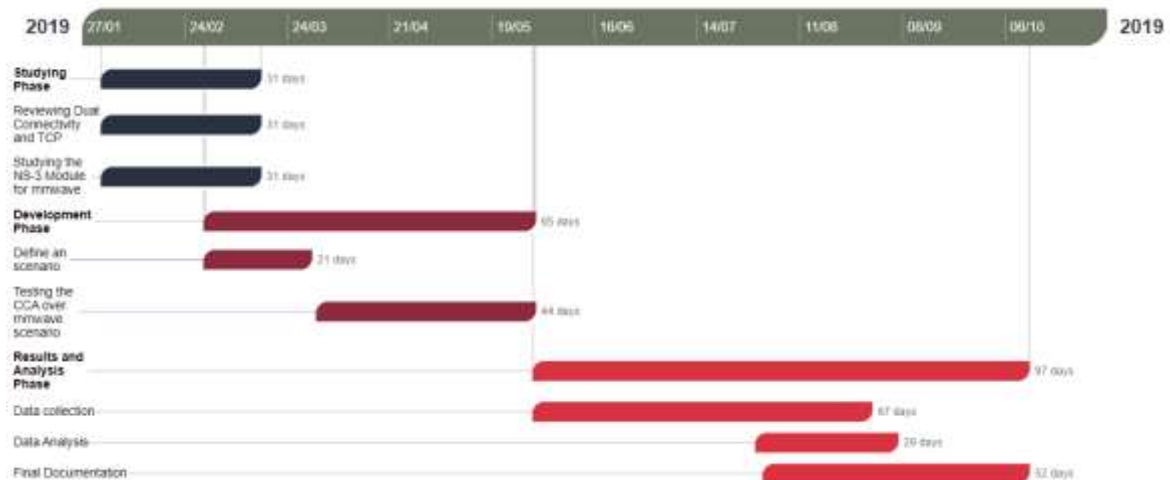 2019 27/01 24/02 24/03 21/04 19/05 16/06 14/07 11/08 08/09 06/10 2019
Studying
Phase
31 days
Reviewing Dual
Connectivity
and TCP
31 days
Studying the
NS-3 Module
for mmwave
31 days
Development
Phase
65 days
Define an
scenario
21 days
Testing the
CCA over
mmwave
scenario
44 days
Results and
Analysis
Phase
97 days
Data collection
67 days
Data Analysis
29 days
Final Documentation
52 days